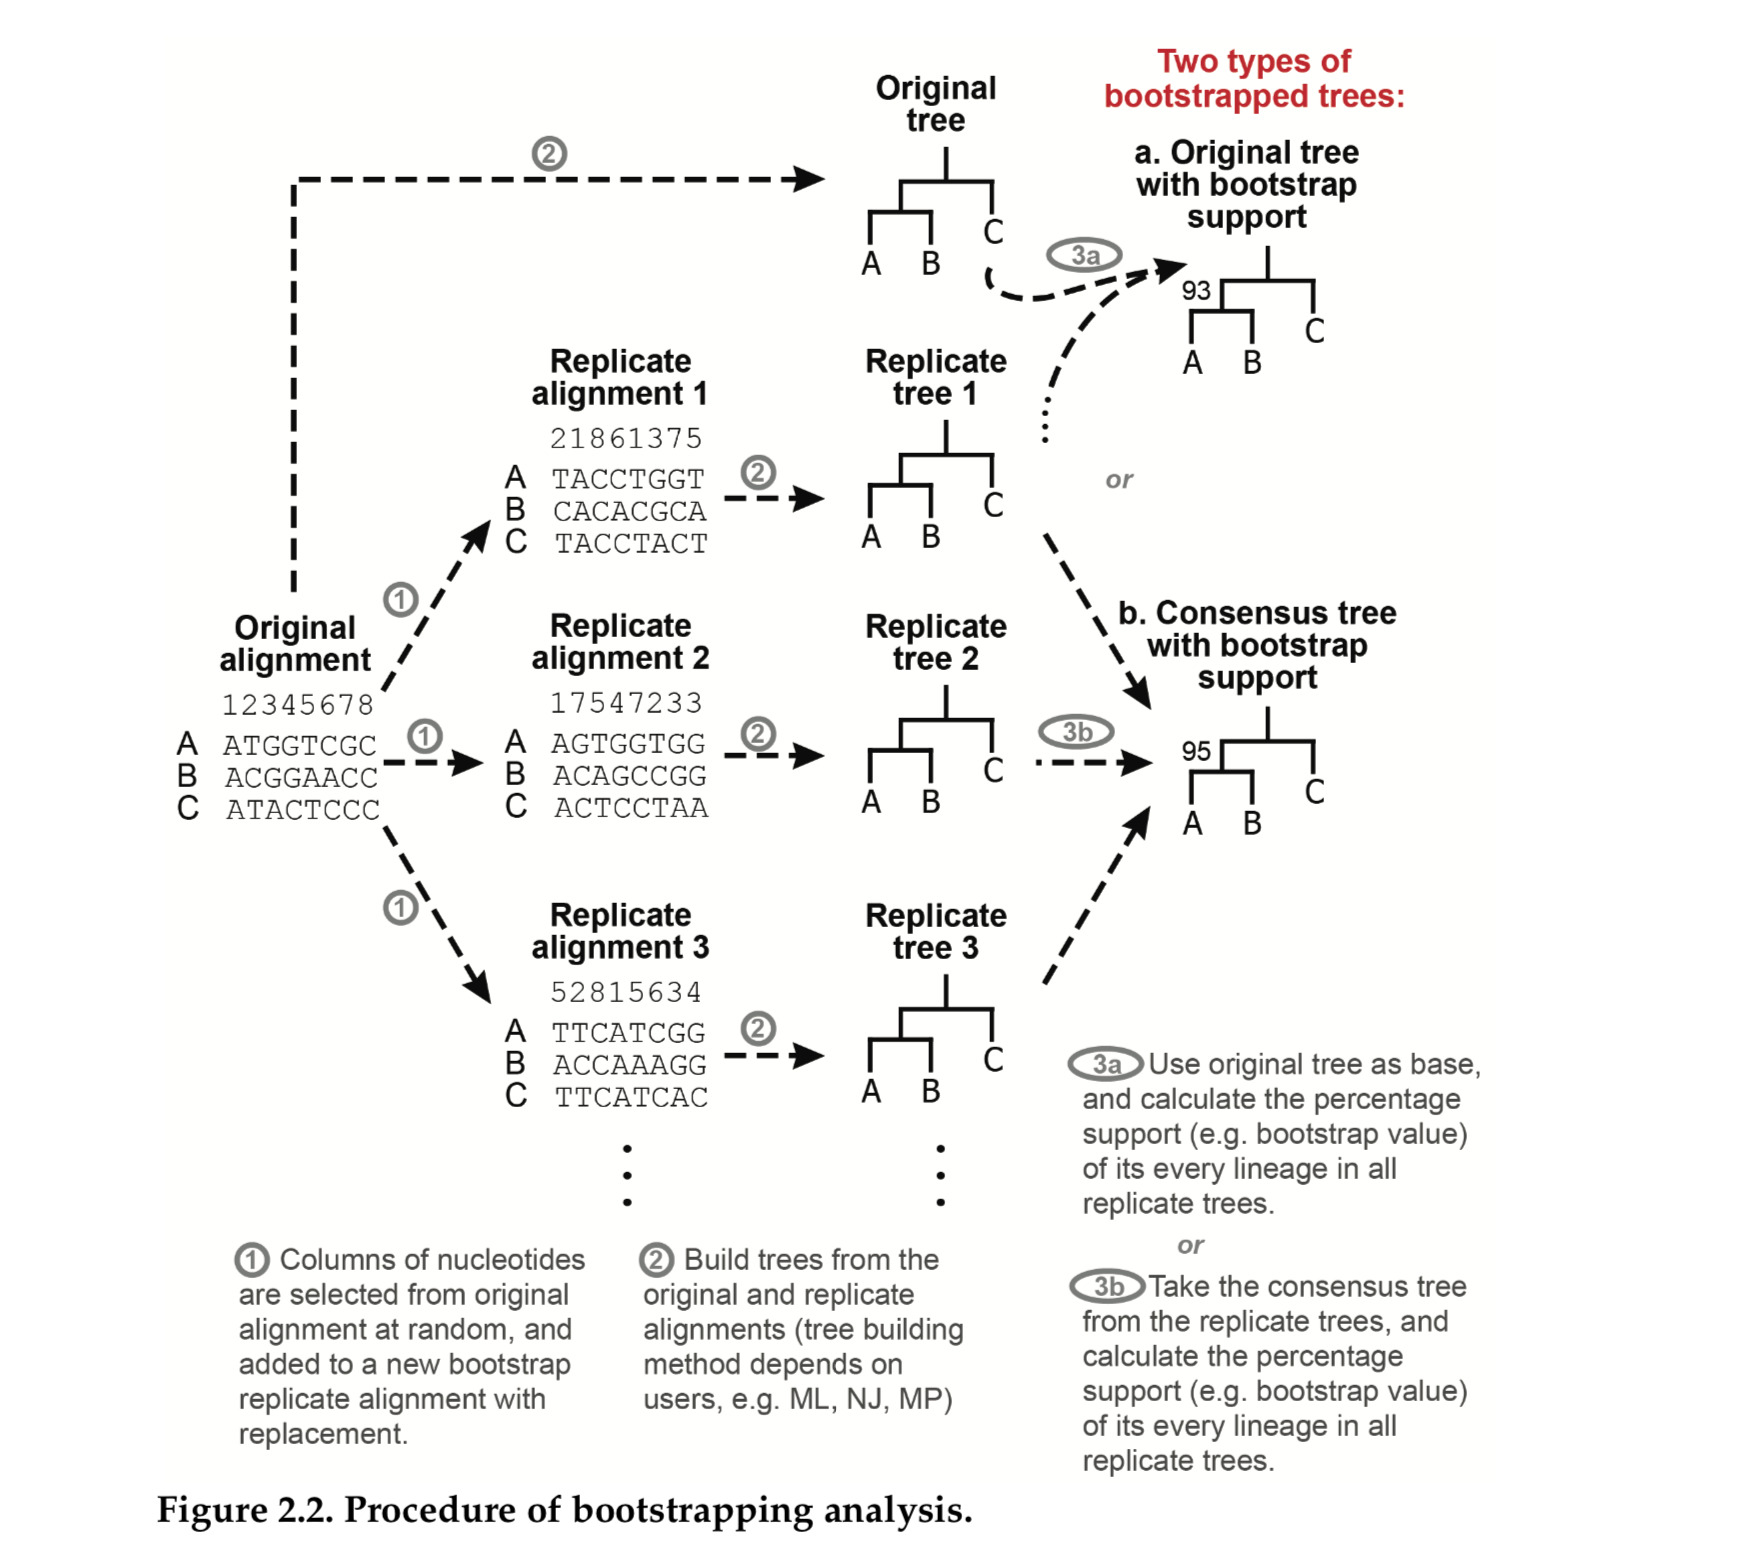 Two types of
bootstrapped trees:
Original
tree
2
A B C
a. Original tree
with bootstrap
support
3a
93
A B C
Replicate
alignment 1
21861375
A TACCTGGT
B CACACGCA
C TACCTACT
2
Replicate
tree 1
A B C
or
1
Original
alignment
12345678
A ATGGTCGC
B ACGGAACC
C ATACTCCC
1
Replicate
alignment 2
17547233
A AGTGGTGG
B ACAGCCGG
C ACTCCTAA
2
Replicate
tree 2
A B C
3b
b. Consensus tree
with bootstrap
support
95
A B C
1
Replicate
alignment 3
52815634
A TTCATCGG
B ACCAAAGG
C TTCATCAC
2
Replicate
tree 3
A B C
1 Columns of nucleotides
are selected from original
alignment at random, and
added to a new bootstrap
replicate alignment with
replacement.
2 Build trees from the
original and replicate
alignments (tree building
method depends on
users, e.g. ML, NJ, MP)
3a Use original tree as base,
and calculate the percentage
support (e.g. bootstrap value)
of its every lineage in all
replicate trees.
or
3b Take the consensus tree
from the replicate trees, and
calculate the percentage
support (e.g. bootstrap value)
of its every lineage in all
replicate trees.
Figure 2.2. Procedure of bootstrapping analysis.